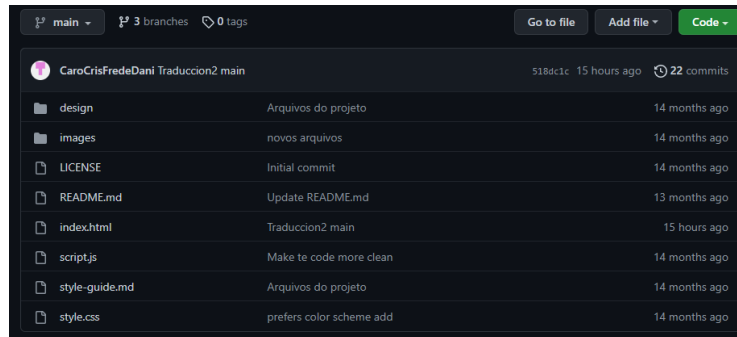 main 3 branches 0 tags Go to file Add file Code
CaroCrisFredeDani Traduccion2 main 518dc1c 15 hours ago 22 commits
design Arquivos do projeto 14 months ago
images novos arquivos 14 months ago
LICENSE Initial commit 14 months ago
README.md Update README.md 13 months ago
index.html Traduccion2 main 15 hours ago
script.js Make te code more clean 14 months ago
style-guide.md Arquivos do projeto 14 months ago
style.css prefers color scheme add 14 months ago